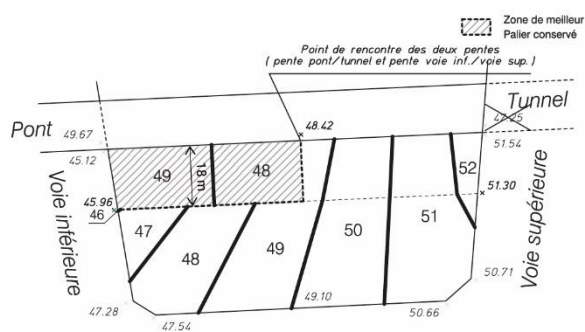 Zone de meilleur
Palier conservé
Point de rencontre des deux pentes
( pente pont/tunnel et pente voie inf./voie sup. )
Tunnel
47.25
Pont
49.67
48.42
51.54
45.12
49
18 m
48
52
51.30
45.96
46
47
48
49
50
51
Voie inférieure
Voie supérieure
50.71
47.28
47.54
49.10
50.66